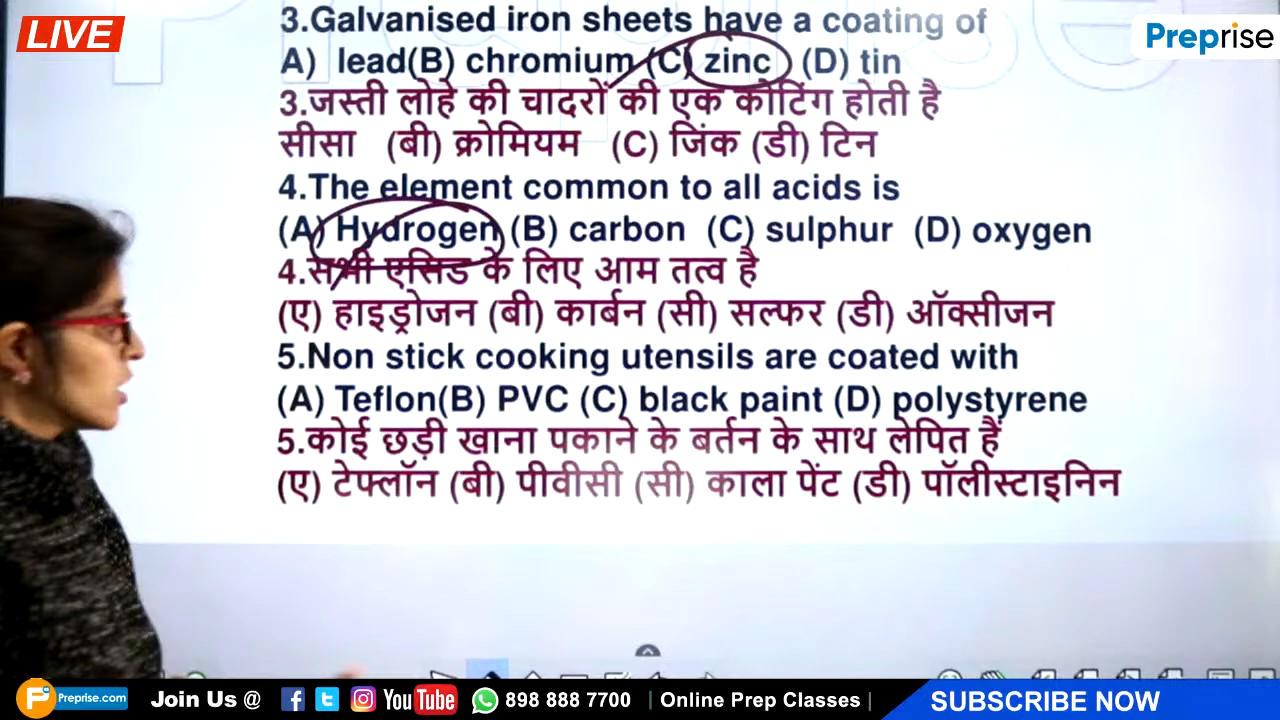 LIVE
Preprise
3.Galvanised iron sheets have a coating of
A) lead(B) chromium (C) zinc (D) tin
3.जस्ती लोहे की चादरों की एक कोटिंग होती है
सीसा (बी) क्रोमियम (C) जिंक (डी) टिन
4.The element common to all acids is
(A) Hydrogen (B) carbon (C) sulphur (D) oxygen
4.सभी एसिड के लिए आम तत्व है
(ए) हाइड्रोजन (बी) कार्बन (सी) सल्फर (डी) ऑक्सीजन
5.Non stick cooking utensils are coated with
(A) Teflon(B) PVC (C) black paint (D) polystyrene
5.कोई छड़ी खाना पकाने के बर्तन के साथ लेपित हैं
(ए) टेफ्लॉन (बी) पीवीसी (सी) काला पेंट (डी) पॉलीस्टाइनिन
Preprise.com Join Us @ YouTube 898 888 7700 | Online Prep Classes | SUBSCRIBE NOW